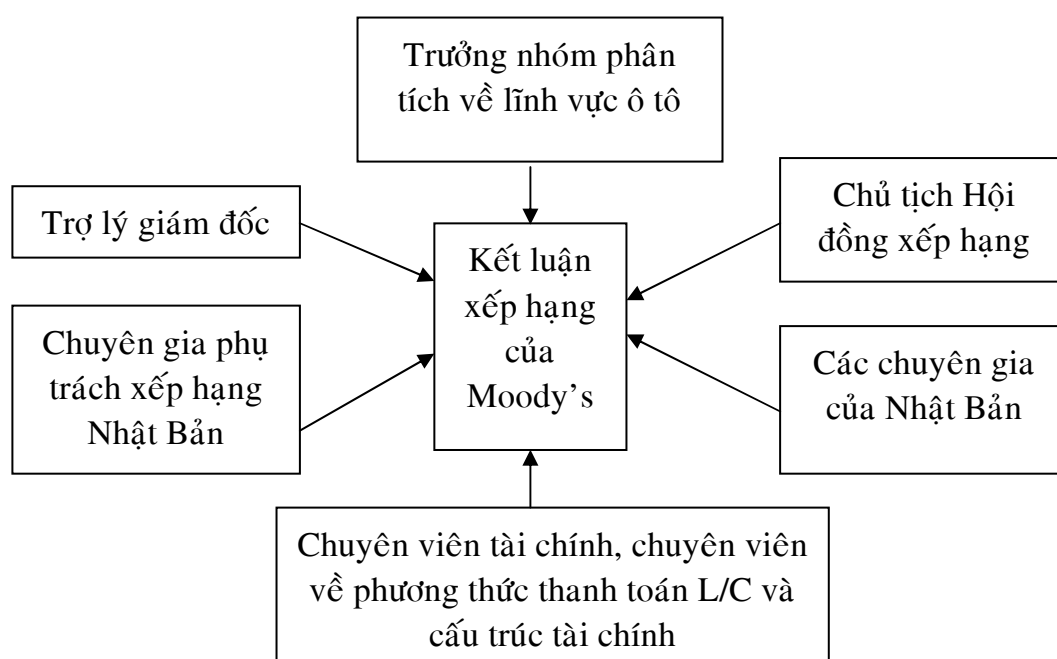 Trưởng nhóm phân
tích về lĩnh vực ô tô
Trợ lý giám đốc
Chủ tịch Hội
đồng xếp hạng
Kết luận
xếp hạng
của
Moody's
Chuyên gia phụ
trách xếp hạng
Nhật Bản
Các chuyên gia
của Nhật Bản
Chuyên viên tài chính, chuyên viên
về phương thức thanh toán L/C và
cấu trúc tài chính